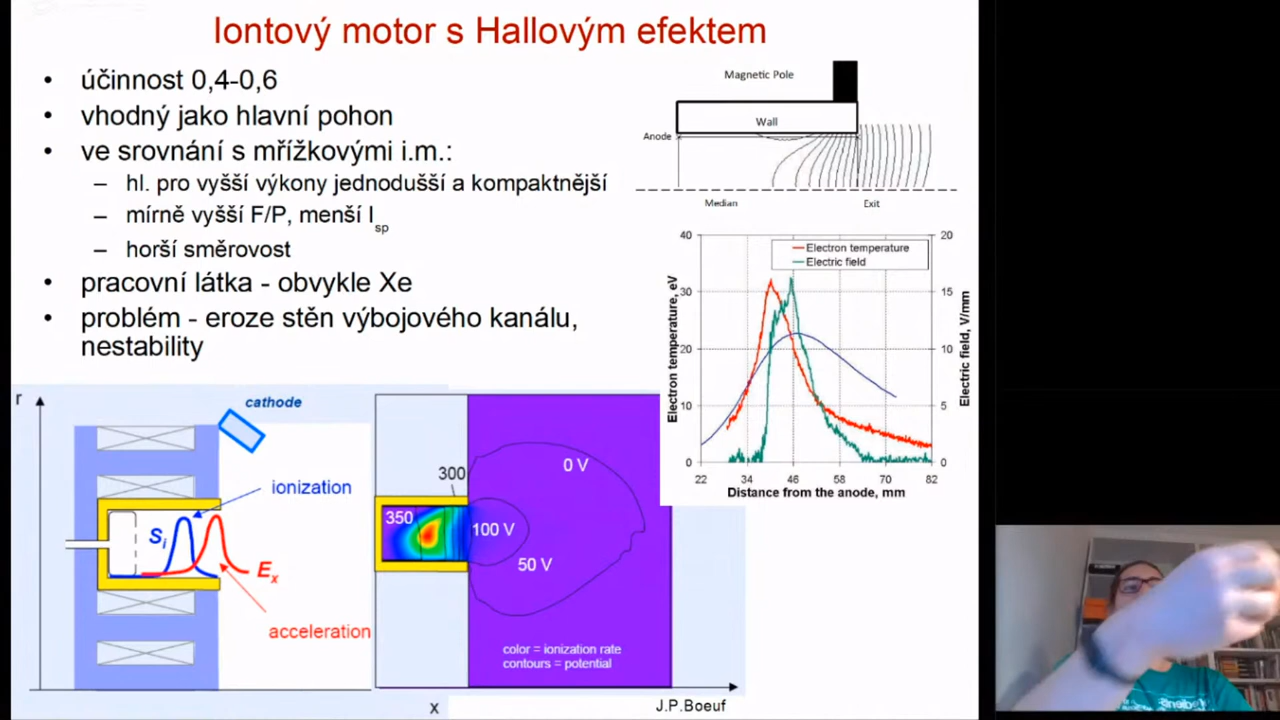 Iontový motor s Hallovým efektem
• účinnost 0,4-0,6
• vhodný jako hlavní pohon
• ve srovnání s mřížkovými i.m.:
– hl. pro vyšší výkony jednodušší a kompaktnější
– mírně vyšší F/P, menší Isp
– horší směrovost
• pracovní látka - obvykle Xe
• problém - eroze stěn výbojového kanálu,
nestability
Magnetic Pole
Wall
Anode
Median
Exit
Electron temperature
Electric field
40
30
20
10
0
20
15
10
5
0
22
34
46
58
70
82
Electron temperature, eV
Electric field, V/mm
Distance from the anode, mm
r
cathode
ionization
Si
Ex
acceleration
300
350
100 V
0 V
50 V
color = ionization rate
contours = potential
x
J.P.Boeuf